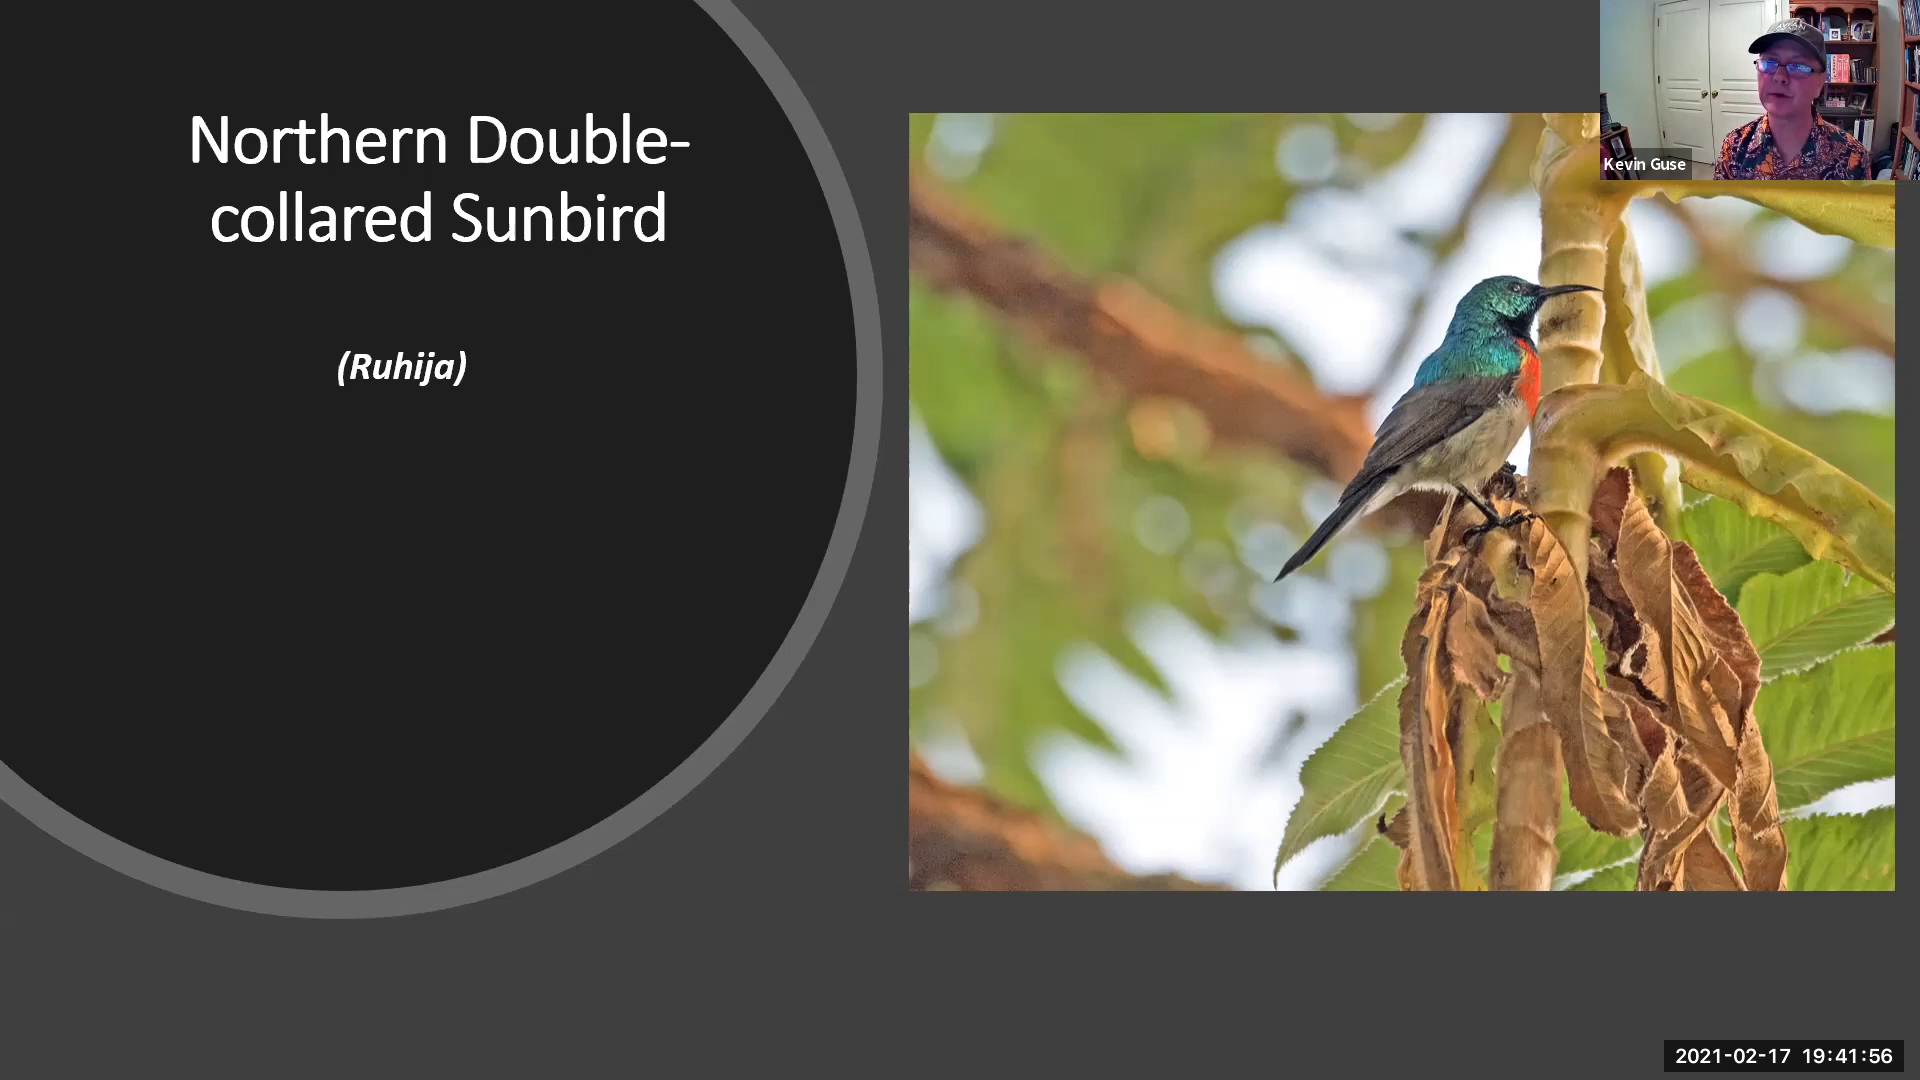 Northern Double-
collared Sunbird
(Ruhija)
Kevin Guse
2021-02-17 19:41:56